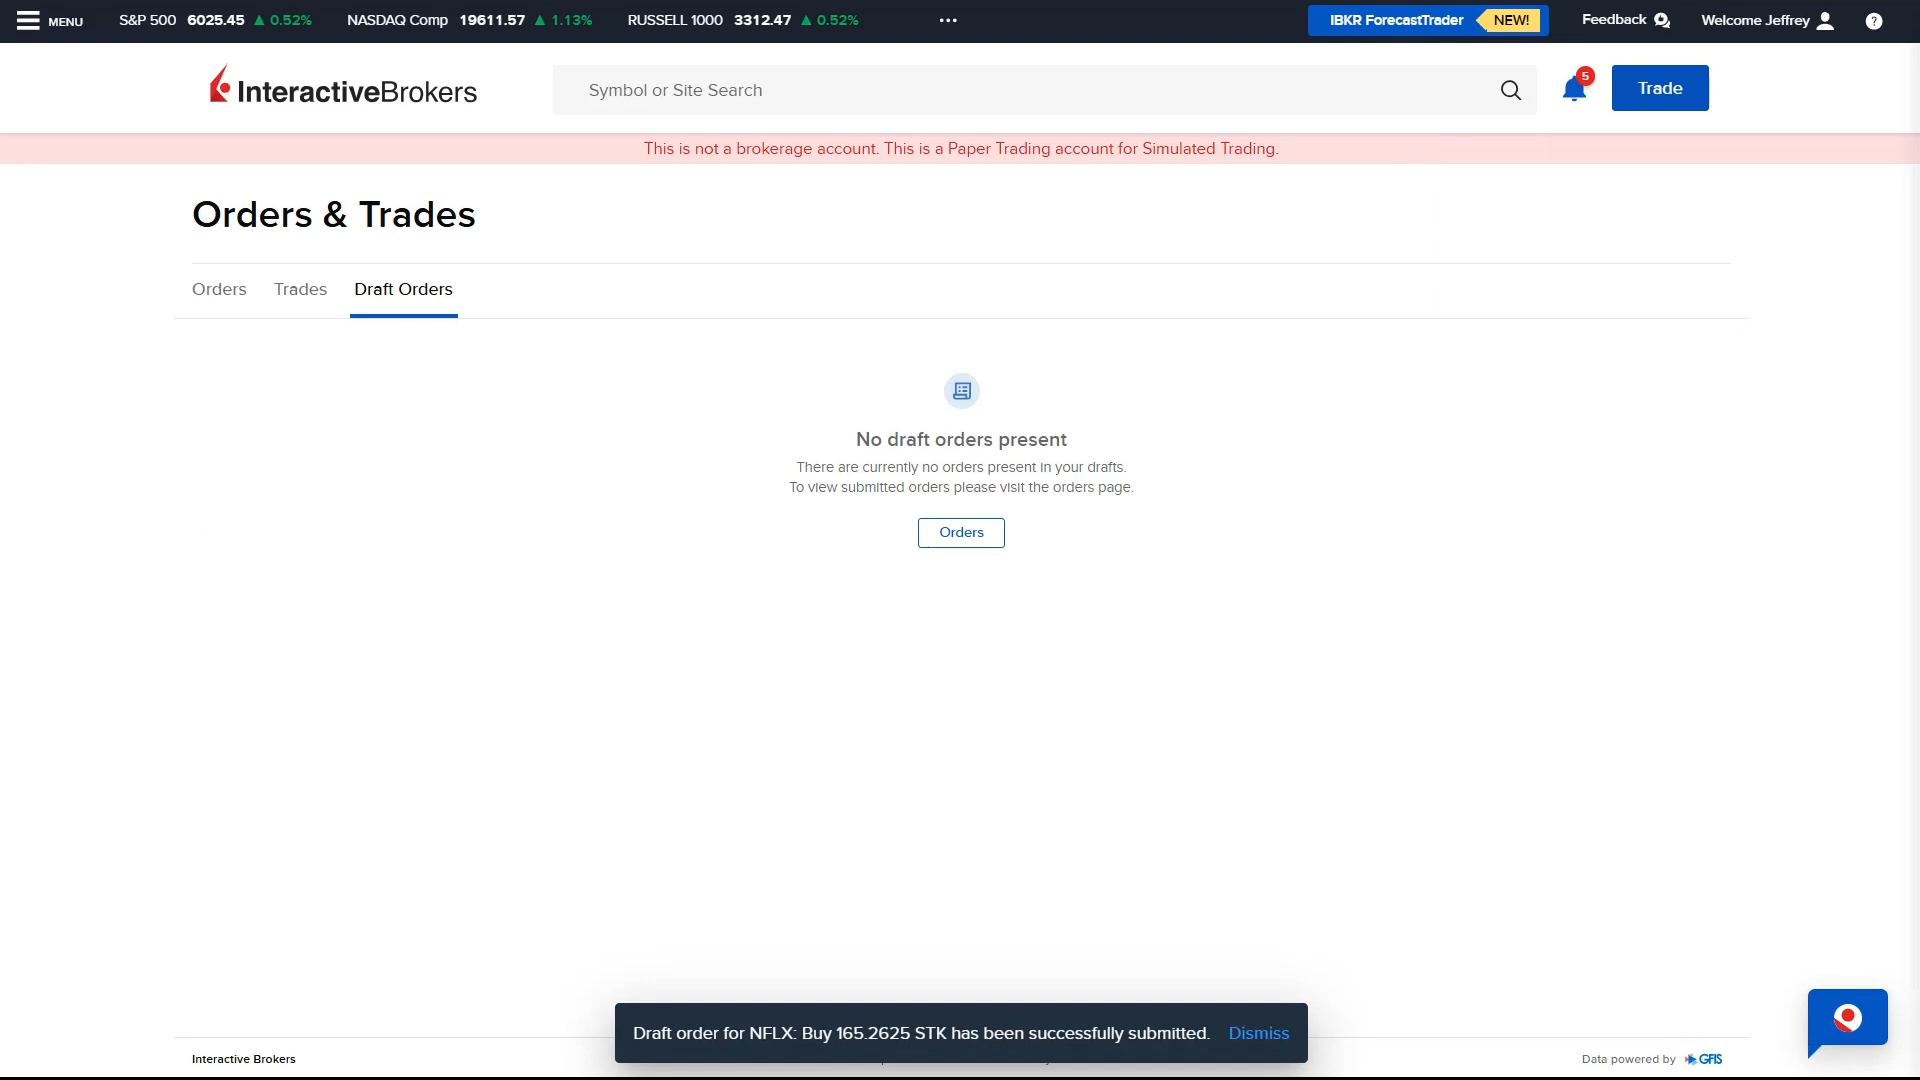 MENU S&P 500 6025.45 ▲ 0.52% NASDAQ Comp 19611.57 ▲ 1.13% RUSSELL 1000 3312.47 ▲ 0.52% ••• IBKR ForecastTrader NEW! Feedback Welcome Jeffrey ?
InteractiveBrokers Symbol or Site Search 5 Trade
This is not a brokerage account. This is a Paper Trading account for Simulated Trading.
Orders & Trades
Orders Trades Draft Orders
No draft orders present
There are currently no orders present in your drafts.
To view submitted orders please visit the orders page.
Orders
Draft order for NFLX: Buy 165.2625 STK has been successfully submitted. Dismiss
Interactive Brokers Data powered by GFIS